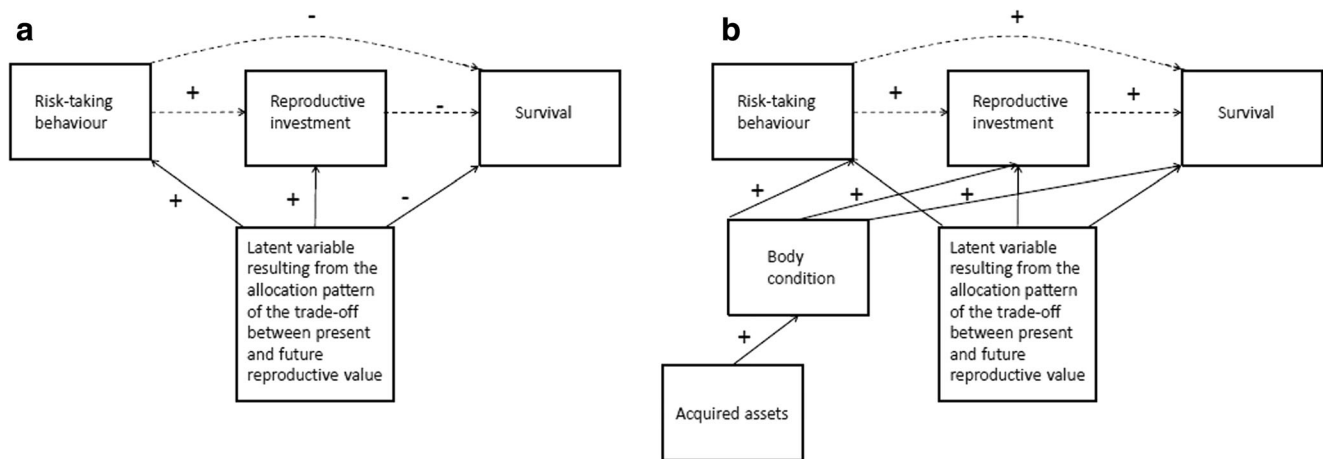 a
-
Risk-taking
behaviour
+
Reproductive
investment
-
Survival
+
+
-
Latent variable
resulting from the
allocation pattern
of the trade-off
between present
and future
reproductive value
b
+
Risk-taking
behaviour
+
Reproductive
investment
+
Survival
+
+
+
Body
condition
Latent variable
resulting from the
allocation pattern
of the trade-off
between present
and future
reproductive value
+
Acquired assets